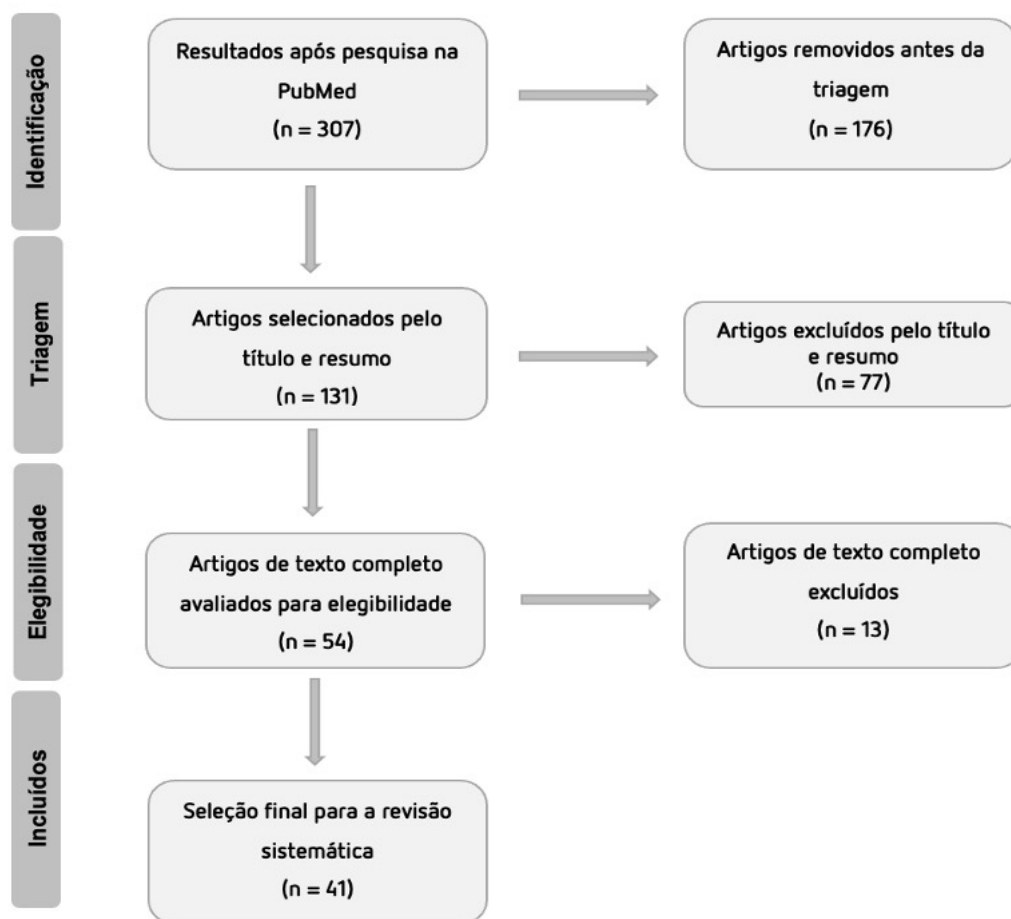 Identificação
Resultados após pesquisa na
PubMed
(n = 307)
Artigos removidos antes da
triagem
(n = 176)
Triagem
Artigos selecionados pelo
título e resumo
(n = 131)
Artigos excluídos pelo título
e resumo
(n = 77)
Elegibilidade
Artigos de texto completo
avaliados para elegibilidade
(n = 54)
Artigos de texto completo
excluídos
(n = 13)
Incluídos
Seleção final para a revisão
sistemática
(n = 41)